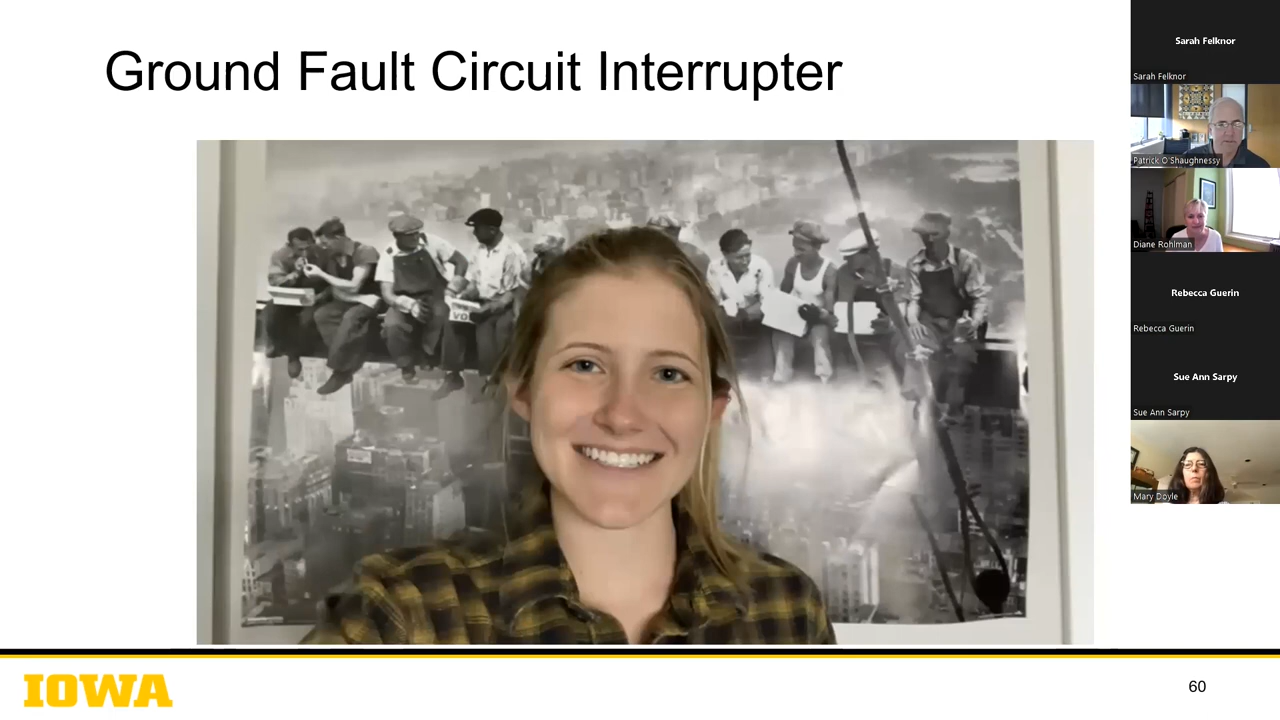 Ground Fault Circuit Interrupter
VO
IOWA
60
Sarah Felknor
Sarah Felknor
Patrick O'Shaughnessy
Diane Rohlman
Rebecca Guerin
Rebecca Guerin
Sue Ann Sarpy
Sue Ann Sarpy
Mary Doyle